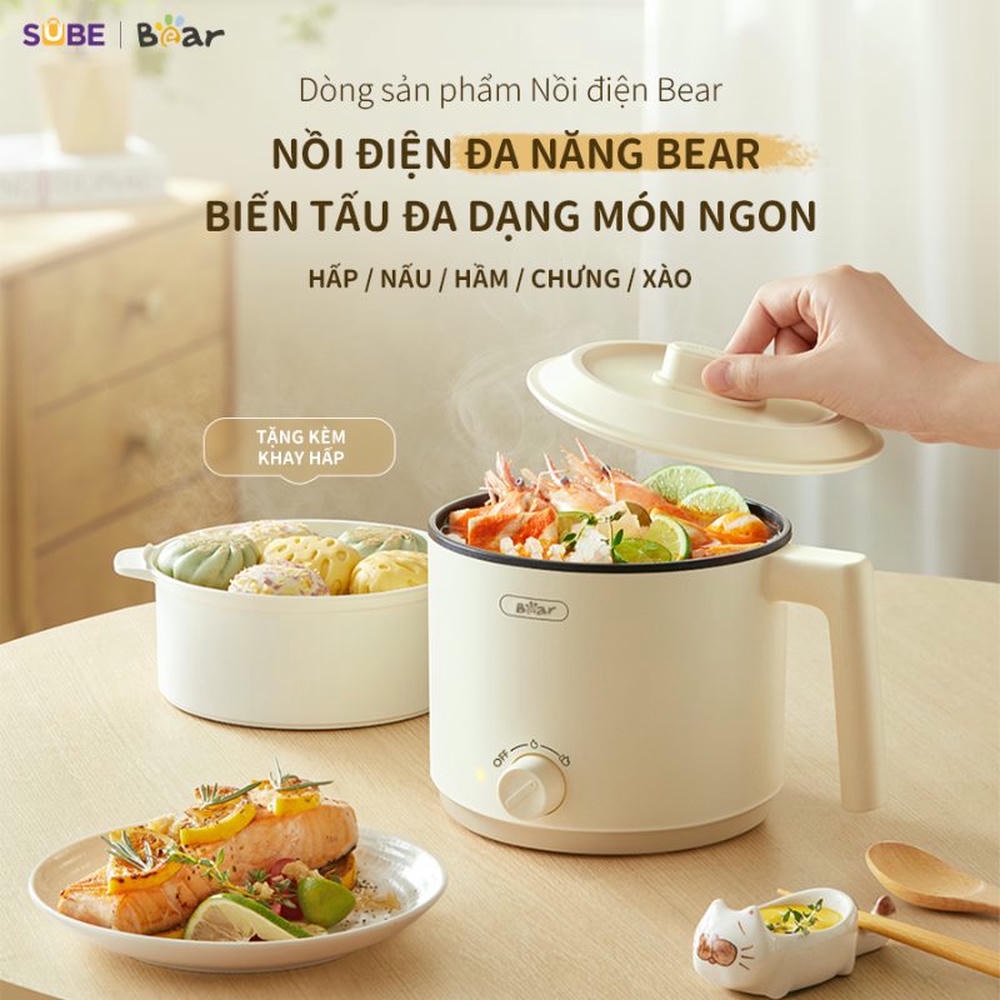 SUBE | Bear
Dòng sản phẩm Nồi điện Bear
NỒI ĐIỆN ĐA NĂNG BEAR
BIẾN TẤU ĐA DẠNG MÓN NGON
HẤP / NẤU / HẦM / CHƯNG / XÀO
TẶNG KÈM
KHAY HẤP
Bear
OFF